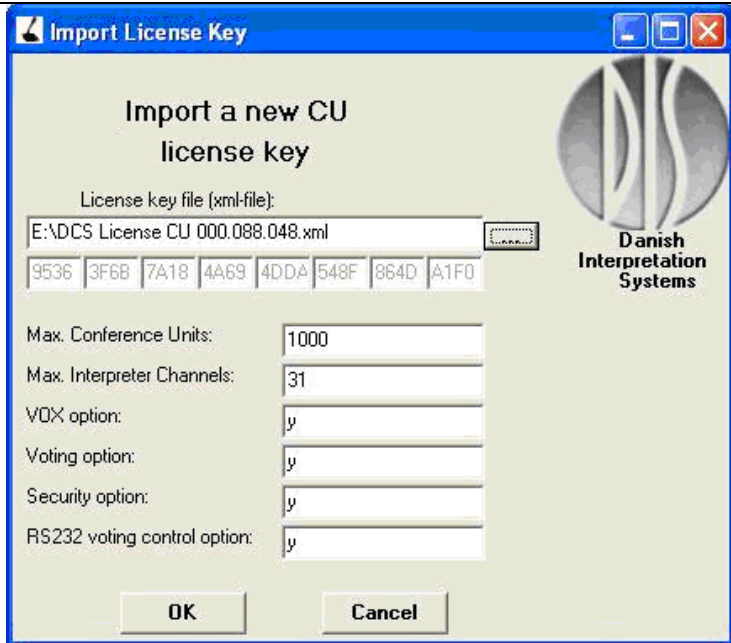 Import License Key
Import a new CU
license key
License key file (xml-file):
E:\DCS License CU 000.088.048.xml
....
9536 3F6B 7A18 4A69 4DDA 548F 864D A1F0
DIS
Danish
Interpretation
Systems
Max. Conference Units:
1000
Max. Interpreter Channels:
31
VOX option:
y
Voting option:
y
Security option:
y
RS232 voting control option:
y
OK
Cancel